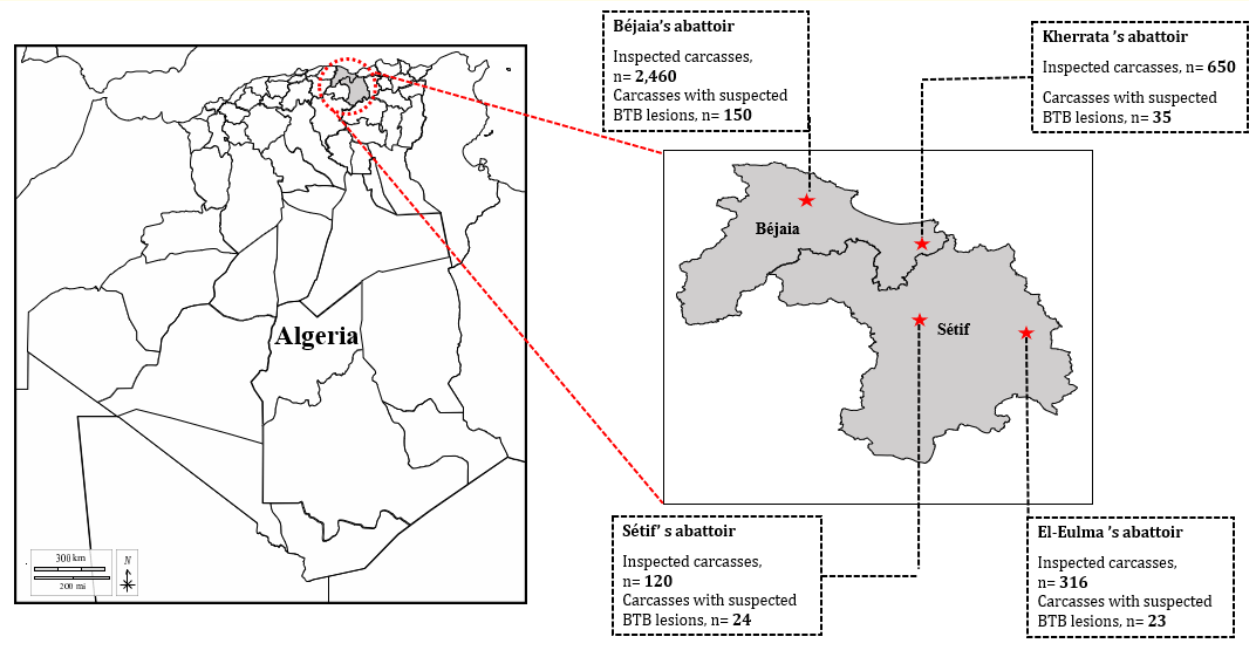 Béjaia's abattoir
Inspected carcasses,
n= 2,460
Carcasses with suspected
BTB lesions, n= 150
Kherrata 's abattoir
Inspected carcasses, n= 650
Carcasses with suspected
BTB lesions, n= 35
Algeria
300 km
200 mi
N
Béjaia
Sétif
Sétif' s abattoir
Inspected carcasses,
n= 120
Carcasses with suspected
BTB lesions, n= 24
El-Eulma 's abattoir
Inspected carcasses,
n= 316
Carcasses with suspected
BTB lesions, n= 23